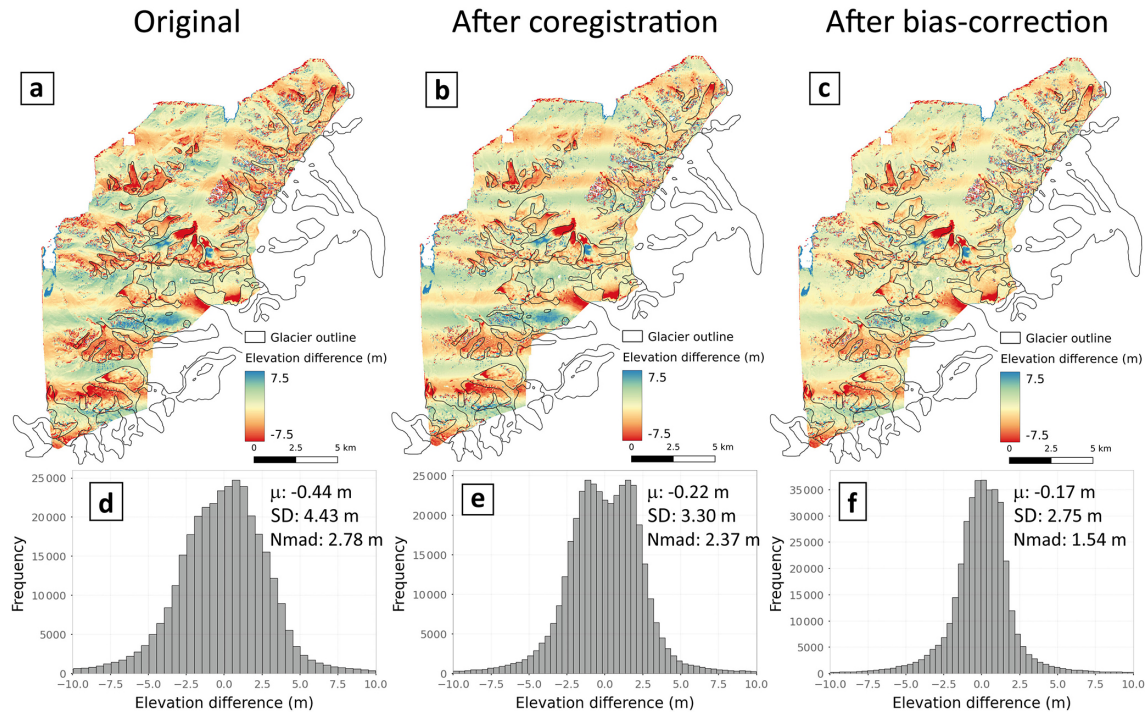 Original
After coregistration
After bias-correction
a
b
c
Glacier outline
Elevation difference (m)
7.5
-7.5
0 2.5 5 km
Glacier outline
Elevation difference (m)
7.5
-7.5
0 2.5 5 km
Glacier outline
Elevation difference (m)
7.5
-7.5
0 2.5 5 km
d
μ: -0.44 m
SD: 4.43 m
Nmad: 2.78 m
Frequency
25000
20000
15000
10000
5000
0
−10.0 −7.5 −5.0 −2.5 0.0 2.5 5.0 7.5 10.0
Elevation difference (m)
e
μ: -0.22 m
SD: 3.30 m
Nmad: 2.37 m
Frequency
25000
20000
15000
10000
5000
0
−10.0 −7.5 −5.0 −2.5 0.0 2.5 5.0 7.5 10.0
Elevation difference (m)
f
μ: -0.17 m
SD: 2.75 m
Nmad: 1.54 m
Frequency
35000
30000
25000
20000
15000
10000
5000
0
−10.0 −7.5 −5.0 −2.5 0.0 2.5 5.0 7.5 10.0
Elevation difference (m)